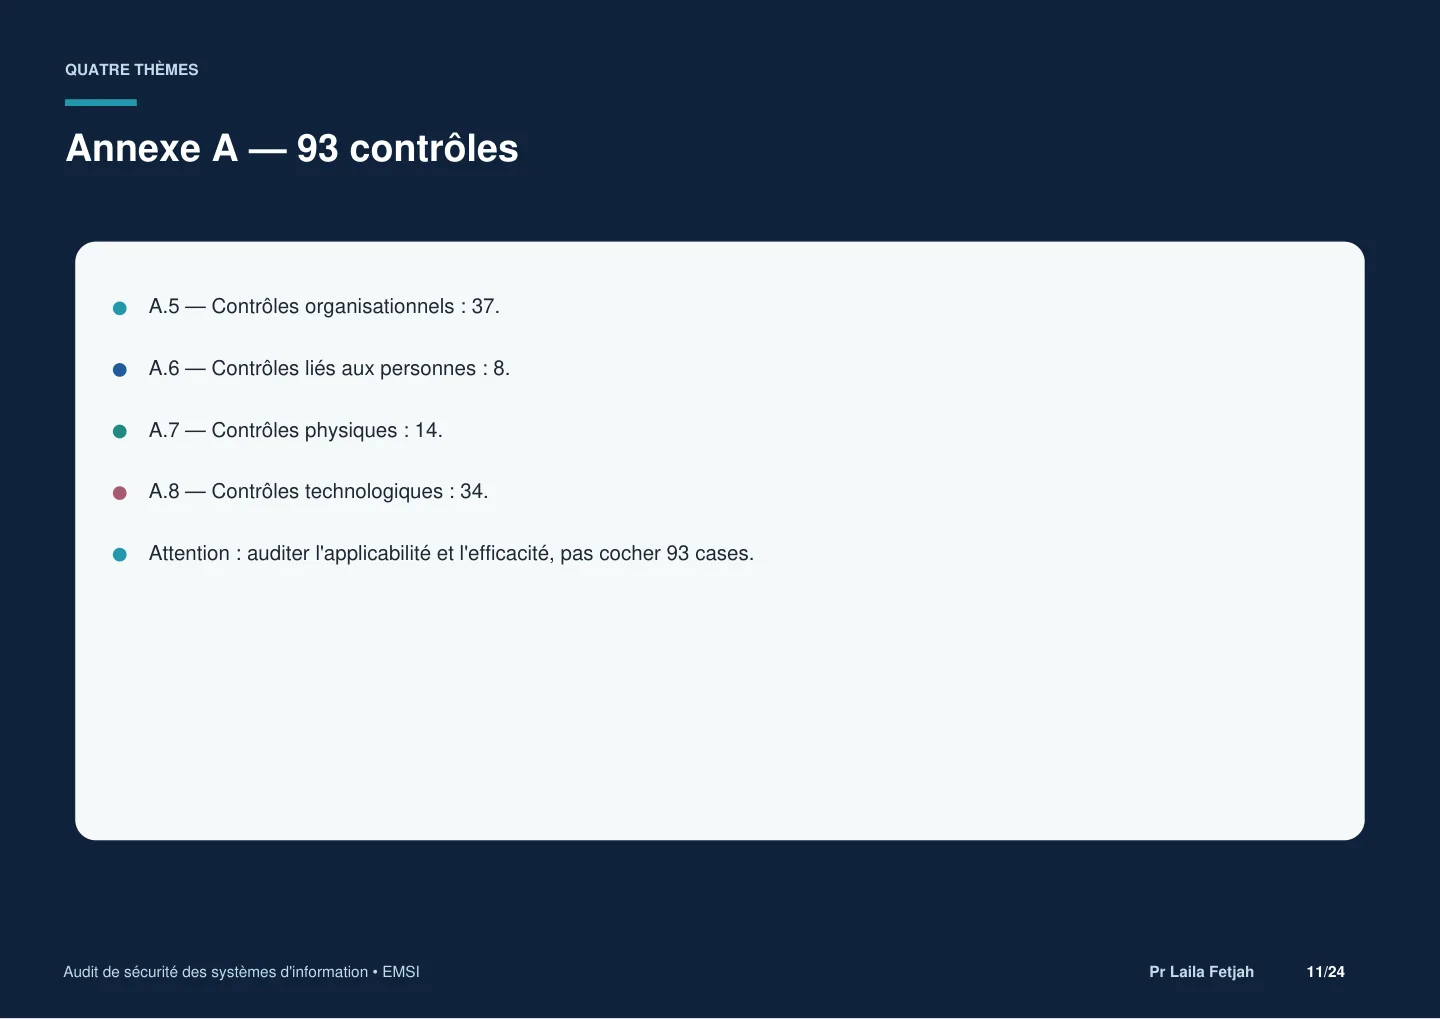 QUATRE THÈMES
Annexe A — 93 contrôles
A.5 — Contrôles organisationnels : 37.
A.6 — Contrôles liés aux personnes : 8.
A.7 — Contrôles physiques : 14.
A.8 — Contrôles technologiques : 34.
Attention : auditer l'applicabilité et l'efficacité, pas cocher 93 cases.
Audit de sécurité des systèmes d'information • EMSI
Pr Laila Fetjah
11/24